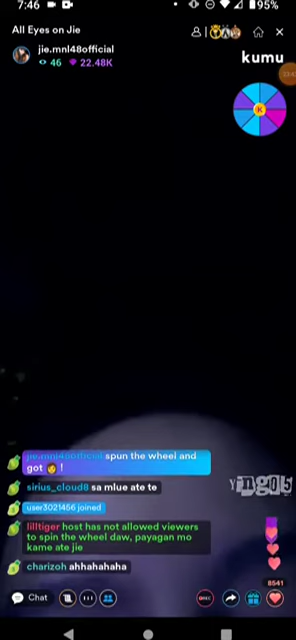 7:46
95%
All Eyes on Jie
jie.mnl48official
46 22.48K
kumu
K
jie.mnl48official spun the wheel and
got !
sirius_cloud8 sa mlue ate te
user3021456 joined
lilltiger host has not allowed viewers
to spin the wheel daw, payagan mo
kame ate jie
charizoh ahhahahaha
8541
Chat